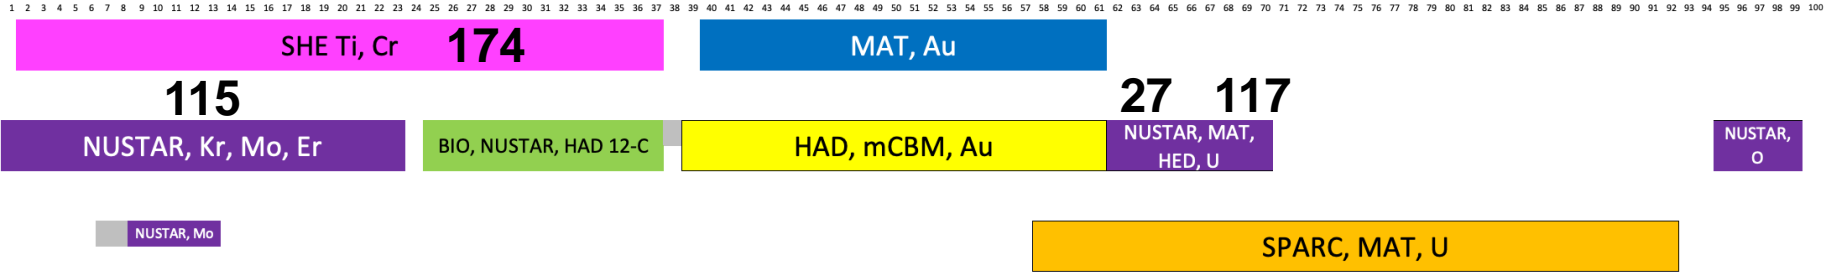 1 2 3 4 5 6 7 8 9 10 11 12 13 14 15 16 17 18 19 20 21 22 23 24 25 26 27 28 29 30 31 32 33 34 35 36 37 38 39 40 41 42 43 44 45 46 47 48 49 50 51 52 53 54 55 56 57 58 59 60 61 62 63 64 65 66 67 68 69 70 71 72 73 74 75 76 77 78 79 80 81 82 83 84 85 86 87 88 89 90 91 92 93 94 95 96 97 98 99 100
SHE Ti, Cr 174 MAT, Au
115 27 117
NUSTAR, Kr, Mo, Er
BIO, NUSTAR, HAD 12-C
HAD, mCBM, Au
NUSTAR, MAT,
HED, U
NUSTAR,
O
NUSTAR, Mo
SPARC, MAT, U